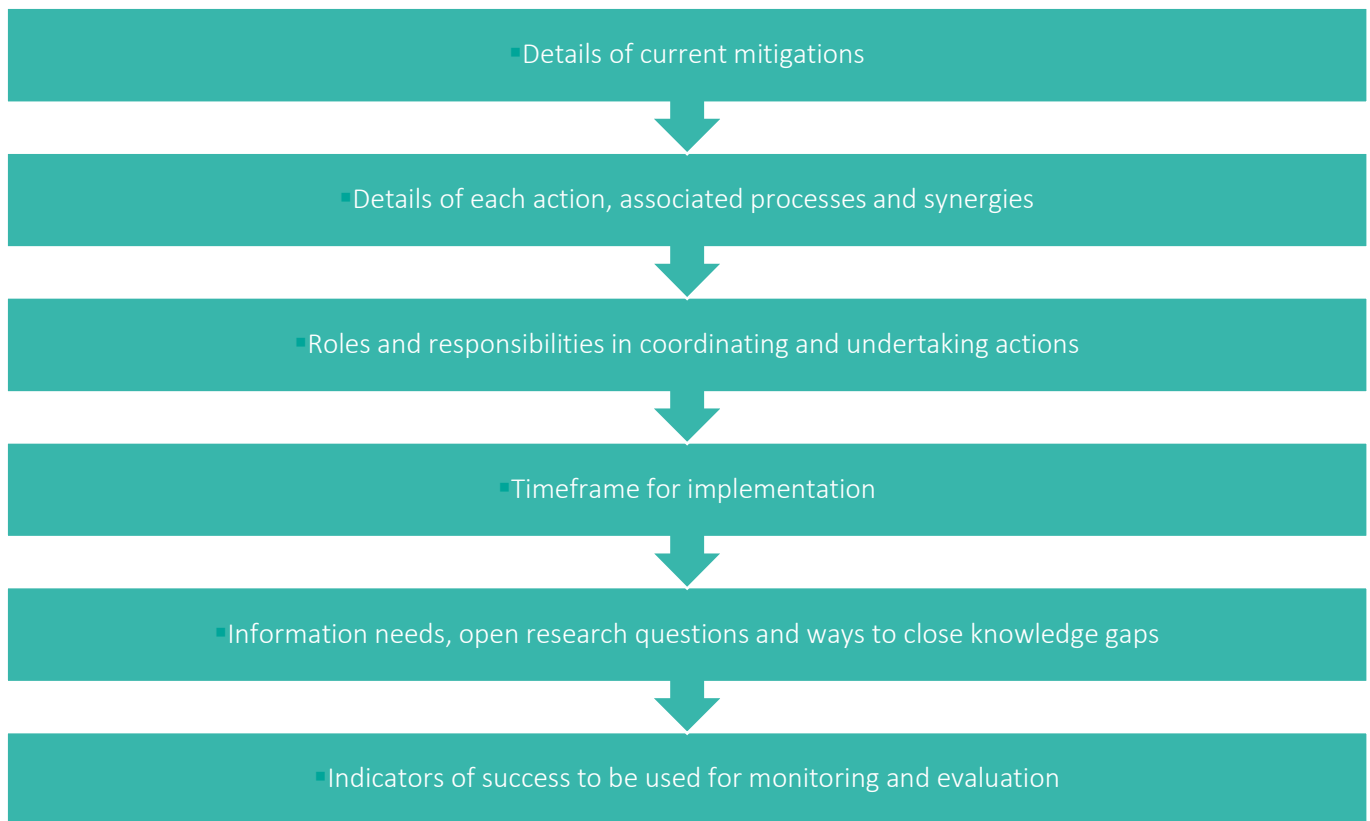 ▪Details of current mitigations
▪Details of each action, associated processes and synergies
▪Roles and responsibilities in coordinating and undertaking actions
▪Timeframe for implementation
▪Information needs, open research questions and ways to close knowledge gaps
▪Indicators of success to be used for monitoring and evaluation